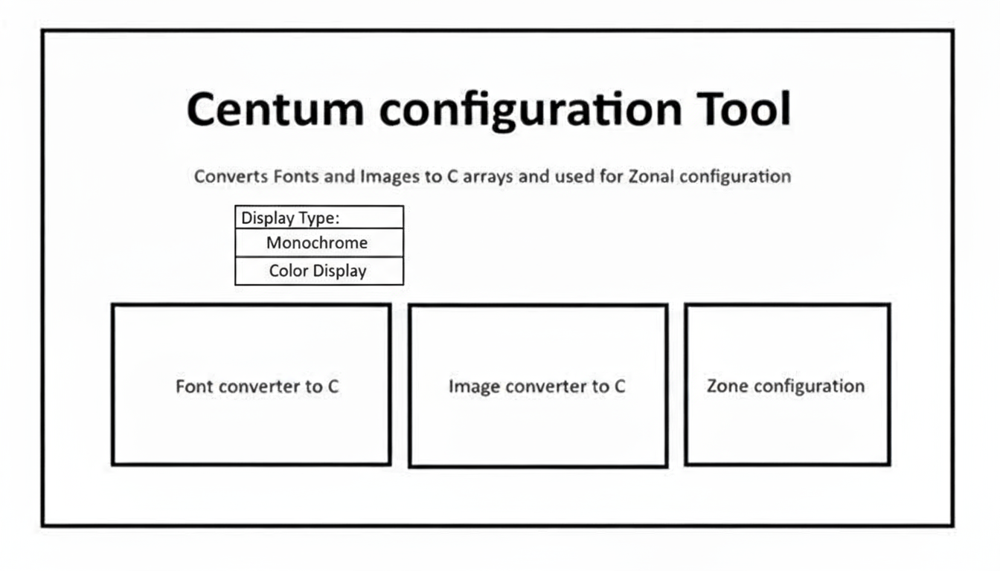 Centum configuration Tool
Converts Fonts and Images to C arrays and used for Zonal configuration
Display Type:
Monochrome
Color Display
Font converter to C
Image converter to C
Zone configuration